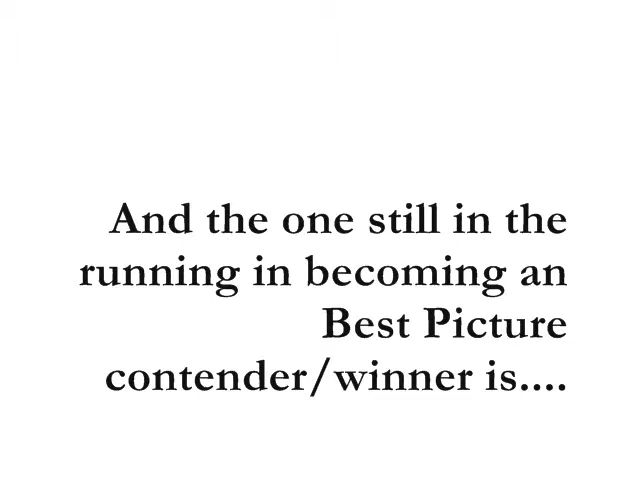 And the one still in the
running in becoming an
Best Picture
contender/winner is....